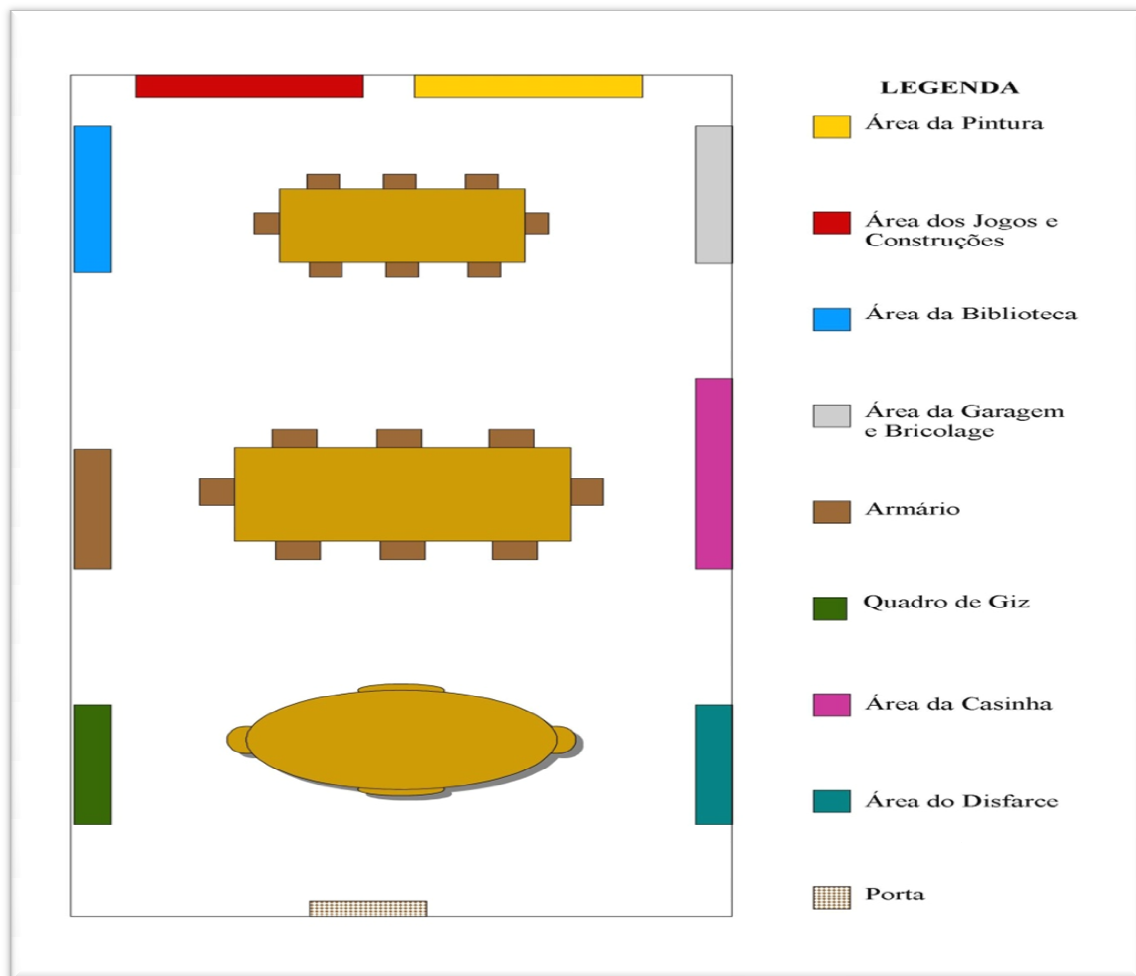 LEGENDA
Área da Pintura
Área dos Jogos e
Construções
Área da Biblioteca
Área da Garagem
e Bricolage
Armário
Quadro de Giz
Área da Casinha
Área do Disfarce
Porta